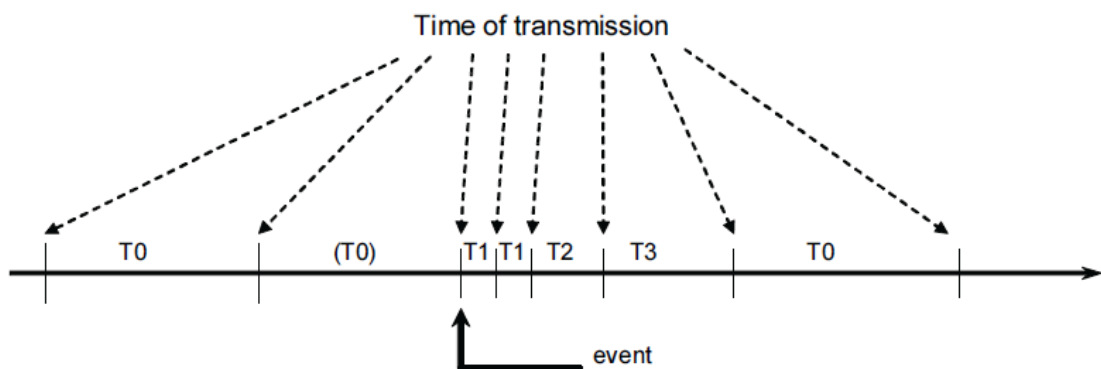 Time of transmission
T0 (T0) T1 T1 T2 T3 T0
event